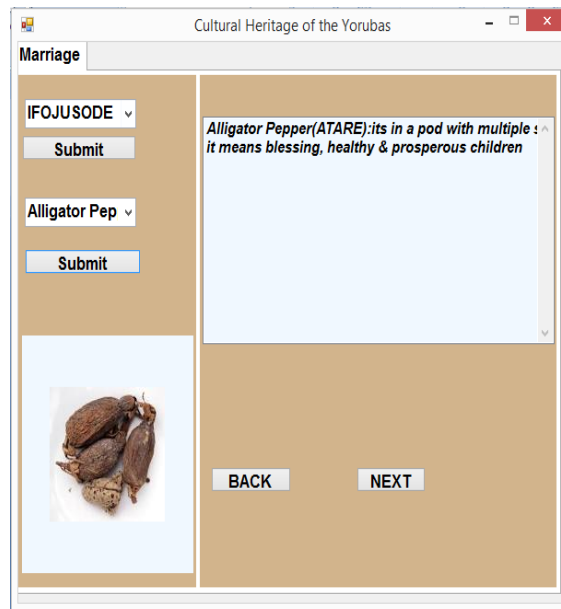 Cultural Heritage of the Yorubas
Marriage
IFOJUSODE
Submit
Alligator Pep
Submit
Alligator Pepper(ATARE):its in a pod with multiple
it means blessing, healthy & prosperous children
BACK
NEXT